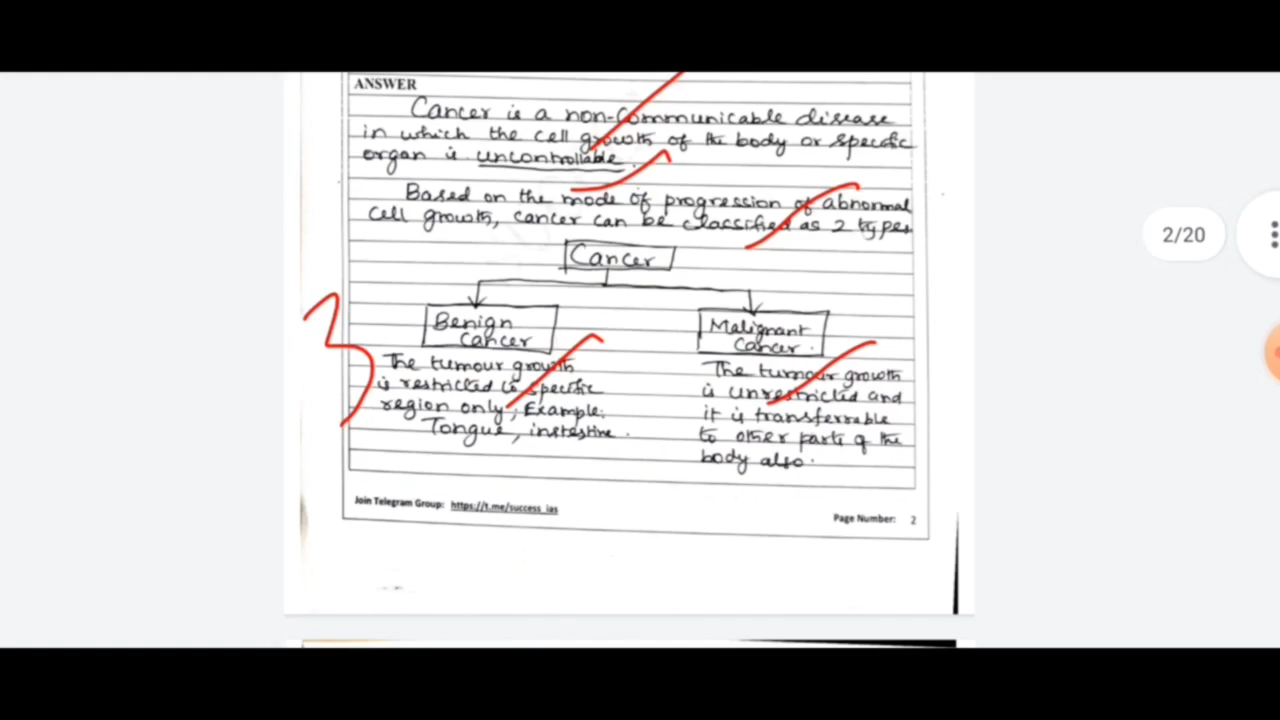 ANSWER
Cancer is a non-communicable disease
in which the cell growth of the body or specific
organ is uncontrollable.
Based on the mode of progression of abnormal
cell growth, cancer can be classified as 2 types
Cancer
Benign
Cancer
The tumour growth
is restricted to specific
region only, Example:
Tongue, instestine.
Malignant
Cancer.
The tumour growth
is unrestricted and
it is transferrable
to other parts of the
body also.
Join Telegram Group: https://t.me/success_ias
Page Number: 2
2/20